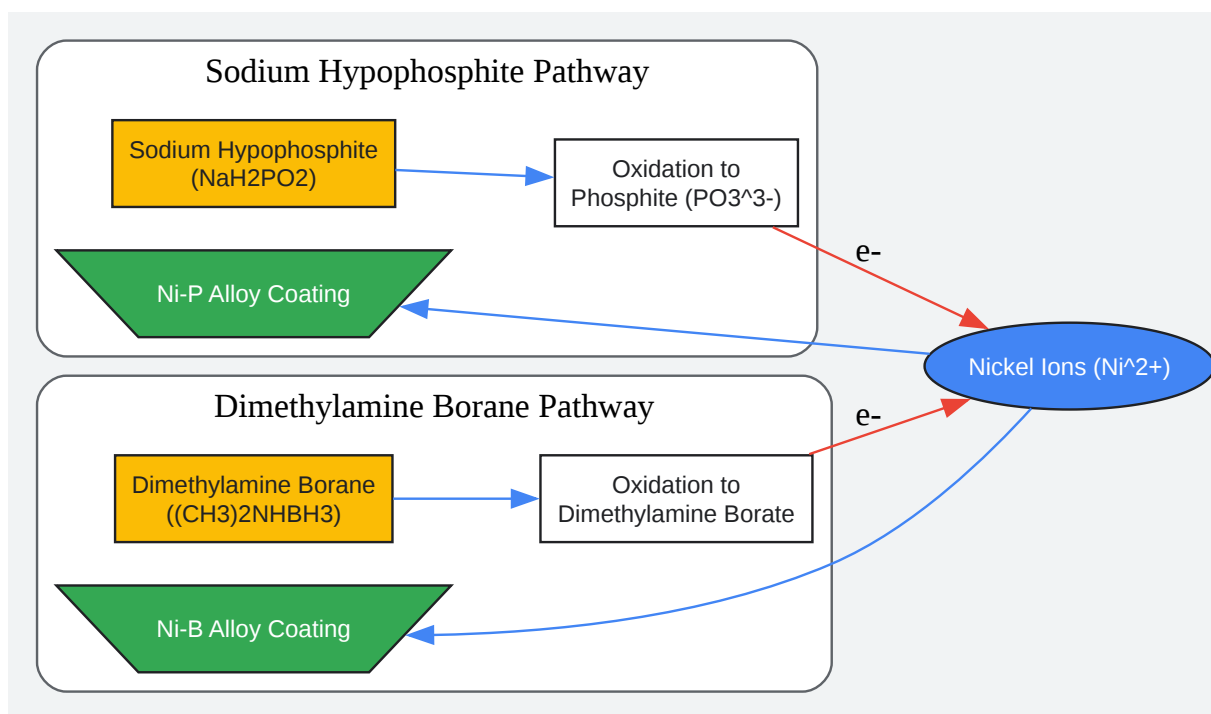 Sodium Hypophosphite Pathway
Sodium Hypophosphite
(NaH2PO2)
Oxidation to
Phosphite (PO3^3-)
e-
Ni-P Alloy Coating
Nickel Ions (Ni^2+)
Dimethylamine Borane Pathway
e-
Dimethylamine Borane
((CH3)2NHBH3)
Oxidation to
Dimethylamine Borate
Ni-B Alloy Coating